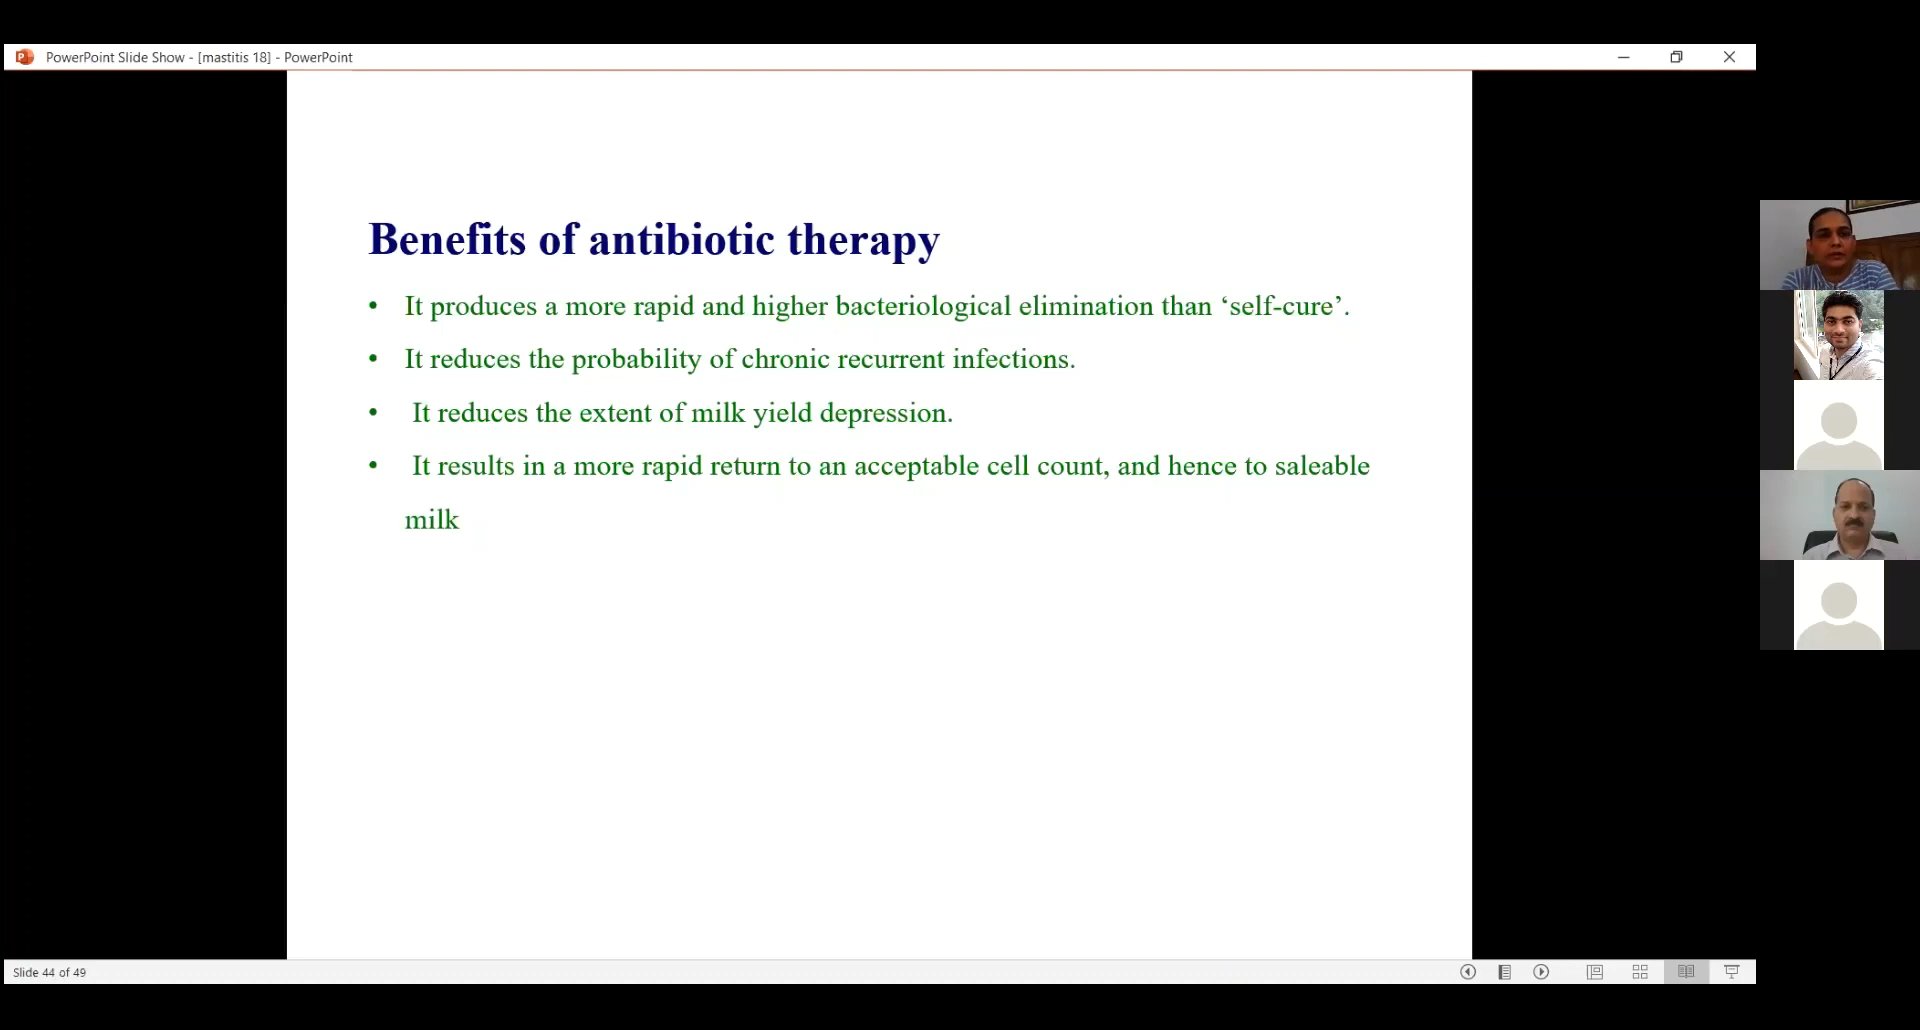 PowerPoint Slide Show - [mastitis 18] - PowerPoint
Benefits of antibiotic therapy
• It produces a more rapid and higher bacteriological elimination than ‘self-cure’.
• It reduces the probability of chronic recurrent infections.
• It reduces the extent of milk yield depression.
• It results in a more rapid return to an acceptable cell count, and hence to saleable
milk
Slide 44 of 49